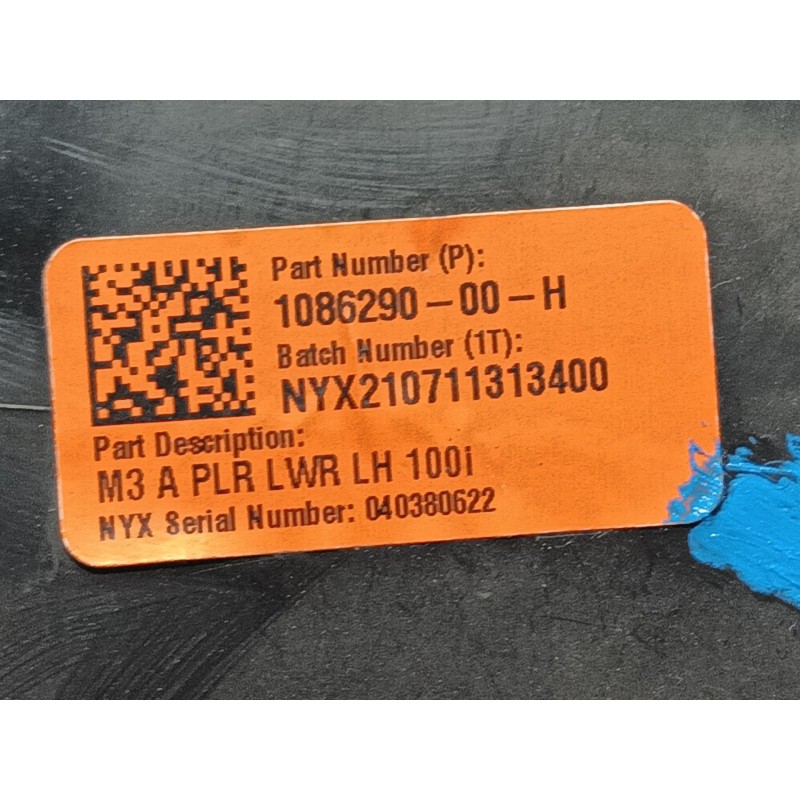 Part Number (P):
1086290-00-H
Batch Number (1T):
NYX210711313400
Part Description:
M3 A PLR LWR LH 100i
NYX Serial Number: 040380622